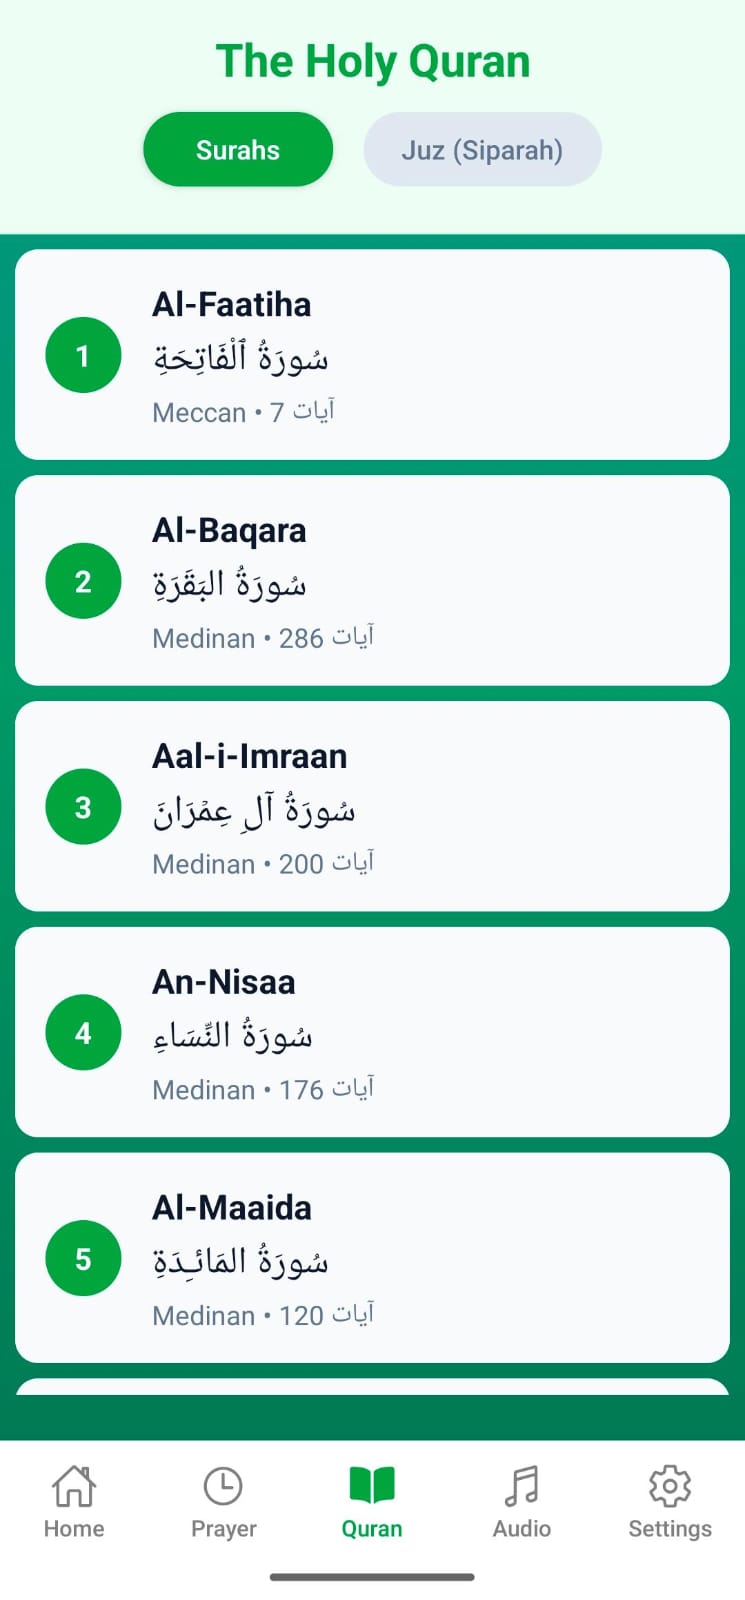 The Holy Quran
Surahs
Juz (Siparah)
1
Al-Faatiha
سُورَةُ ٱلْفَاتِحَةِ
Meccan • 7 آيات
2
Al-Baqara
سُورَةُ البَقَرَةِ
Medinan • 286 آيات
3
Aal-i-Imraan
سُورَةُ آلِ عِمۡرَانَ
Medinan • 200 آيات
4
An-Nisaa
سُورَةُ النِّسَاءِ
Medinan • 176 آيات
5
Al-Maaida
سُورَةُ المَائـِدَةِ
Medinan • 120 آيات
Home
Prayer
Quran
Audio
Settings